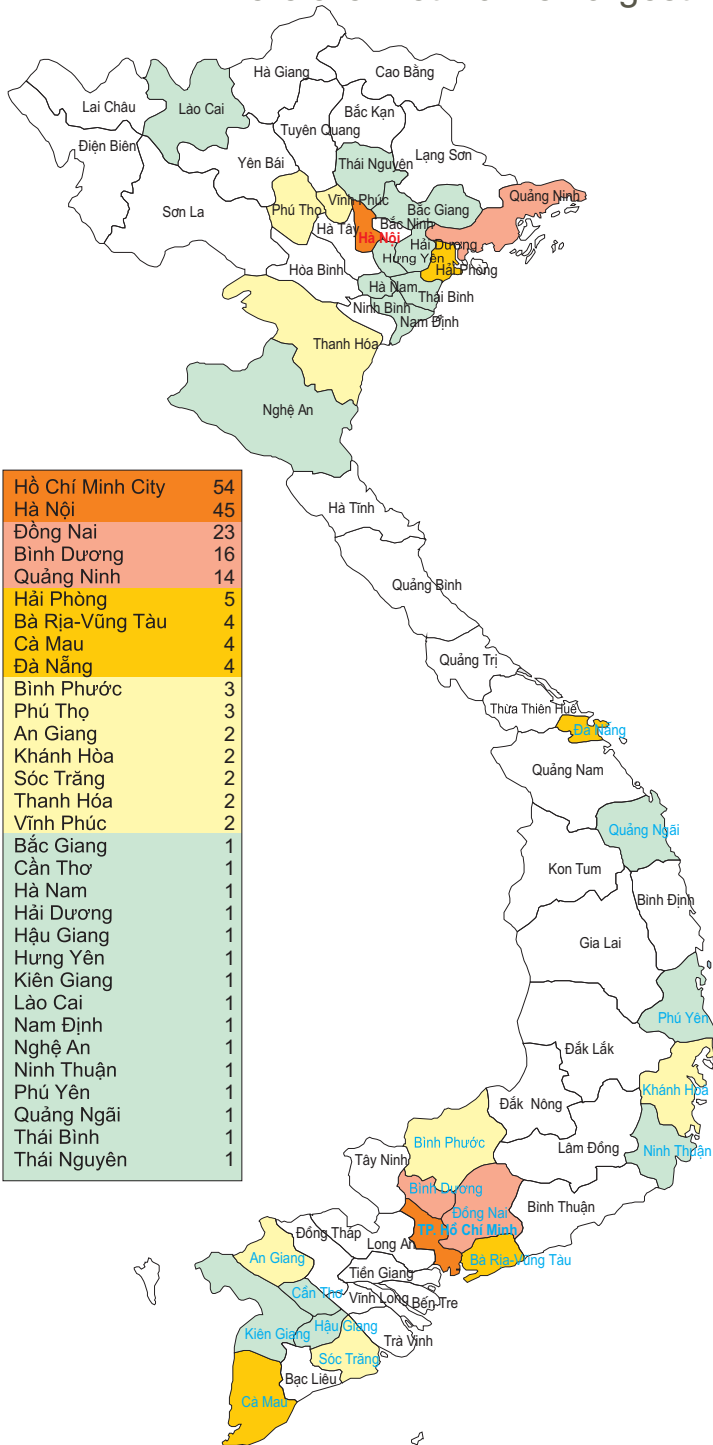 Hà Giang
Cao Bằng
Lai Châu
Lào Cai
Bắc Kạn
Tuyên Quang
Điện Biên
Yên Bái
Thái Nguyên
Lạng Sơn
Sơn La
Phú Thọ
Vĩnh Phúc
Bắc Giang
Quảng Ninh
Hà Tây
Bắc Ninh
Hà Nội
Hải Dương
Hưng Yên
Hải Phòng
Hòa Bình
Hà Nam
Thái Bình
Ninh Bình
Nam Định
Thanh Hóa
Nghệ An
Hà Tĩnh
Quảng Bình
Quảng Trị
Thừa Thiên Huế
Đà Nẵng
Quảng Nam
Quảng Ngãi
Kon Tum
Bình Định
Gia Lai
Phú Yên
Đắk Lắk
Khánh Hoà
Đắk Nông
Lâm Đồng
Ninh Thuận
Bình Phước
Tây Ninh
Bình Dương
Đồng Nai
Bình Thuận
TP. Hồ Chí Minh
Đồng Tháp
Long An
An Giang
Bà Rịa-Vũng Tàu
Tiền Giang
Cần Thơ
Vĩnh Long
Bến Tre
Kiên Giang
Hậu Giang
Trà Vinh
Sóc Trăng
Bạc Liêu
Cà Mau
Hồ Chí Minh City 54
Hà Nội 45
Đồng Nai 23
Bình Dương 16
Quảng Ninh 14
Hải Phòng 5
Bà Rịa-Vũng Tàu 4
Cà Mau 4
Đà Nẵng 4
Bình Phước 3
Phú Thọ 3
An Giang 2
Khánh Hòa 2
Sóc Trăng 2
Thanh Hóa 2
Vĩnh Phúc 2
Bắc Giang 1
Cần Thơ 1
Hà Nam 1
Hải Dương 1
Hậu Giang 1
Hưng Yên 1
Kiên Giang 1
Lào Cai 1
Nam Định 1
Nghệ An 1
Ninh Thuận 1
Phú Yên 1
Quảng Ngãi 1
Thái Bình 1
Thái Nguyên 1